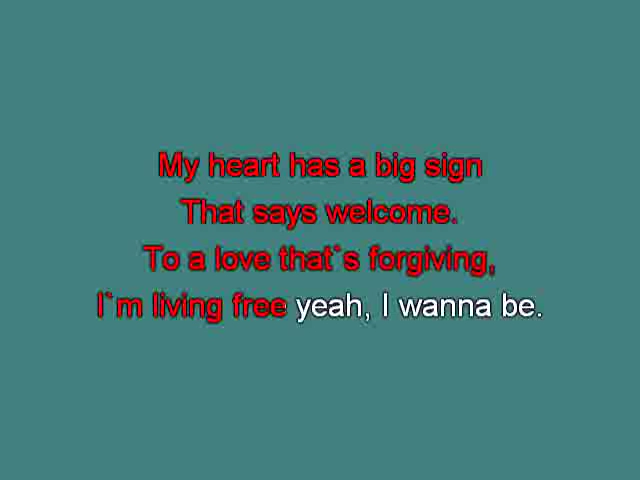 My heart has a big sign
That says welcome.
To a love that`s forgiving,
I`m living free yeah, I wanna be.